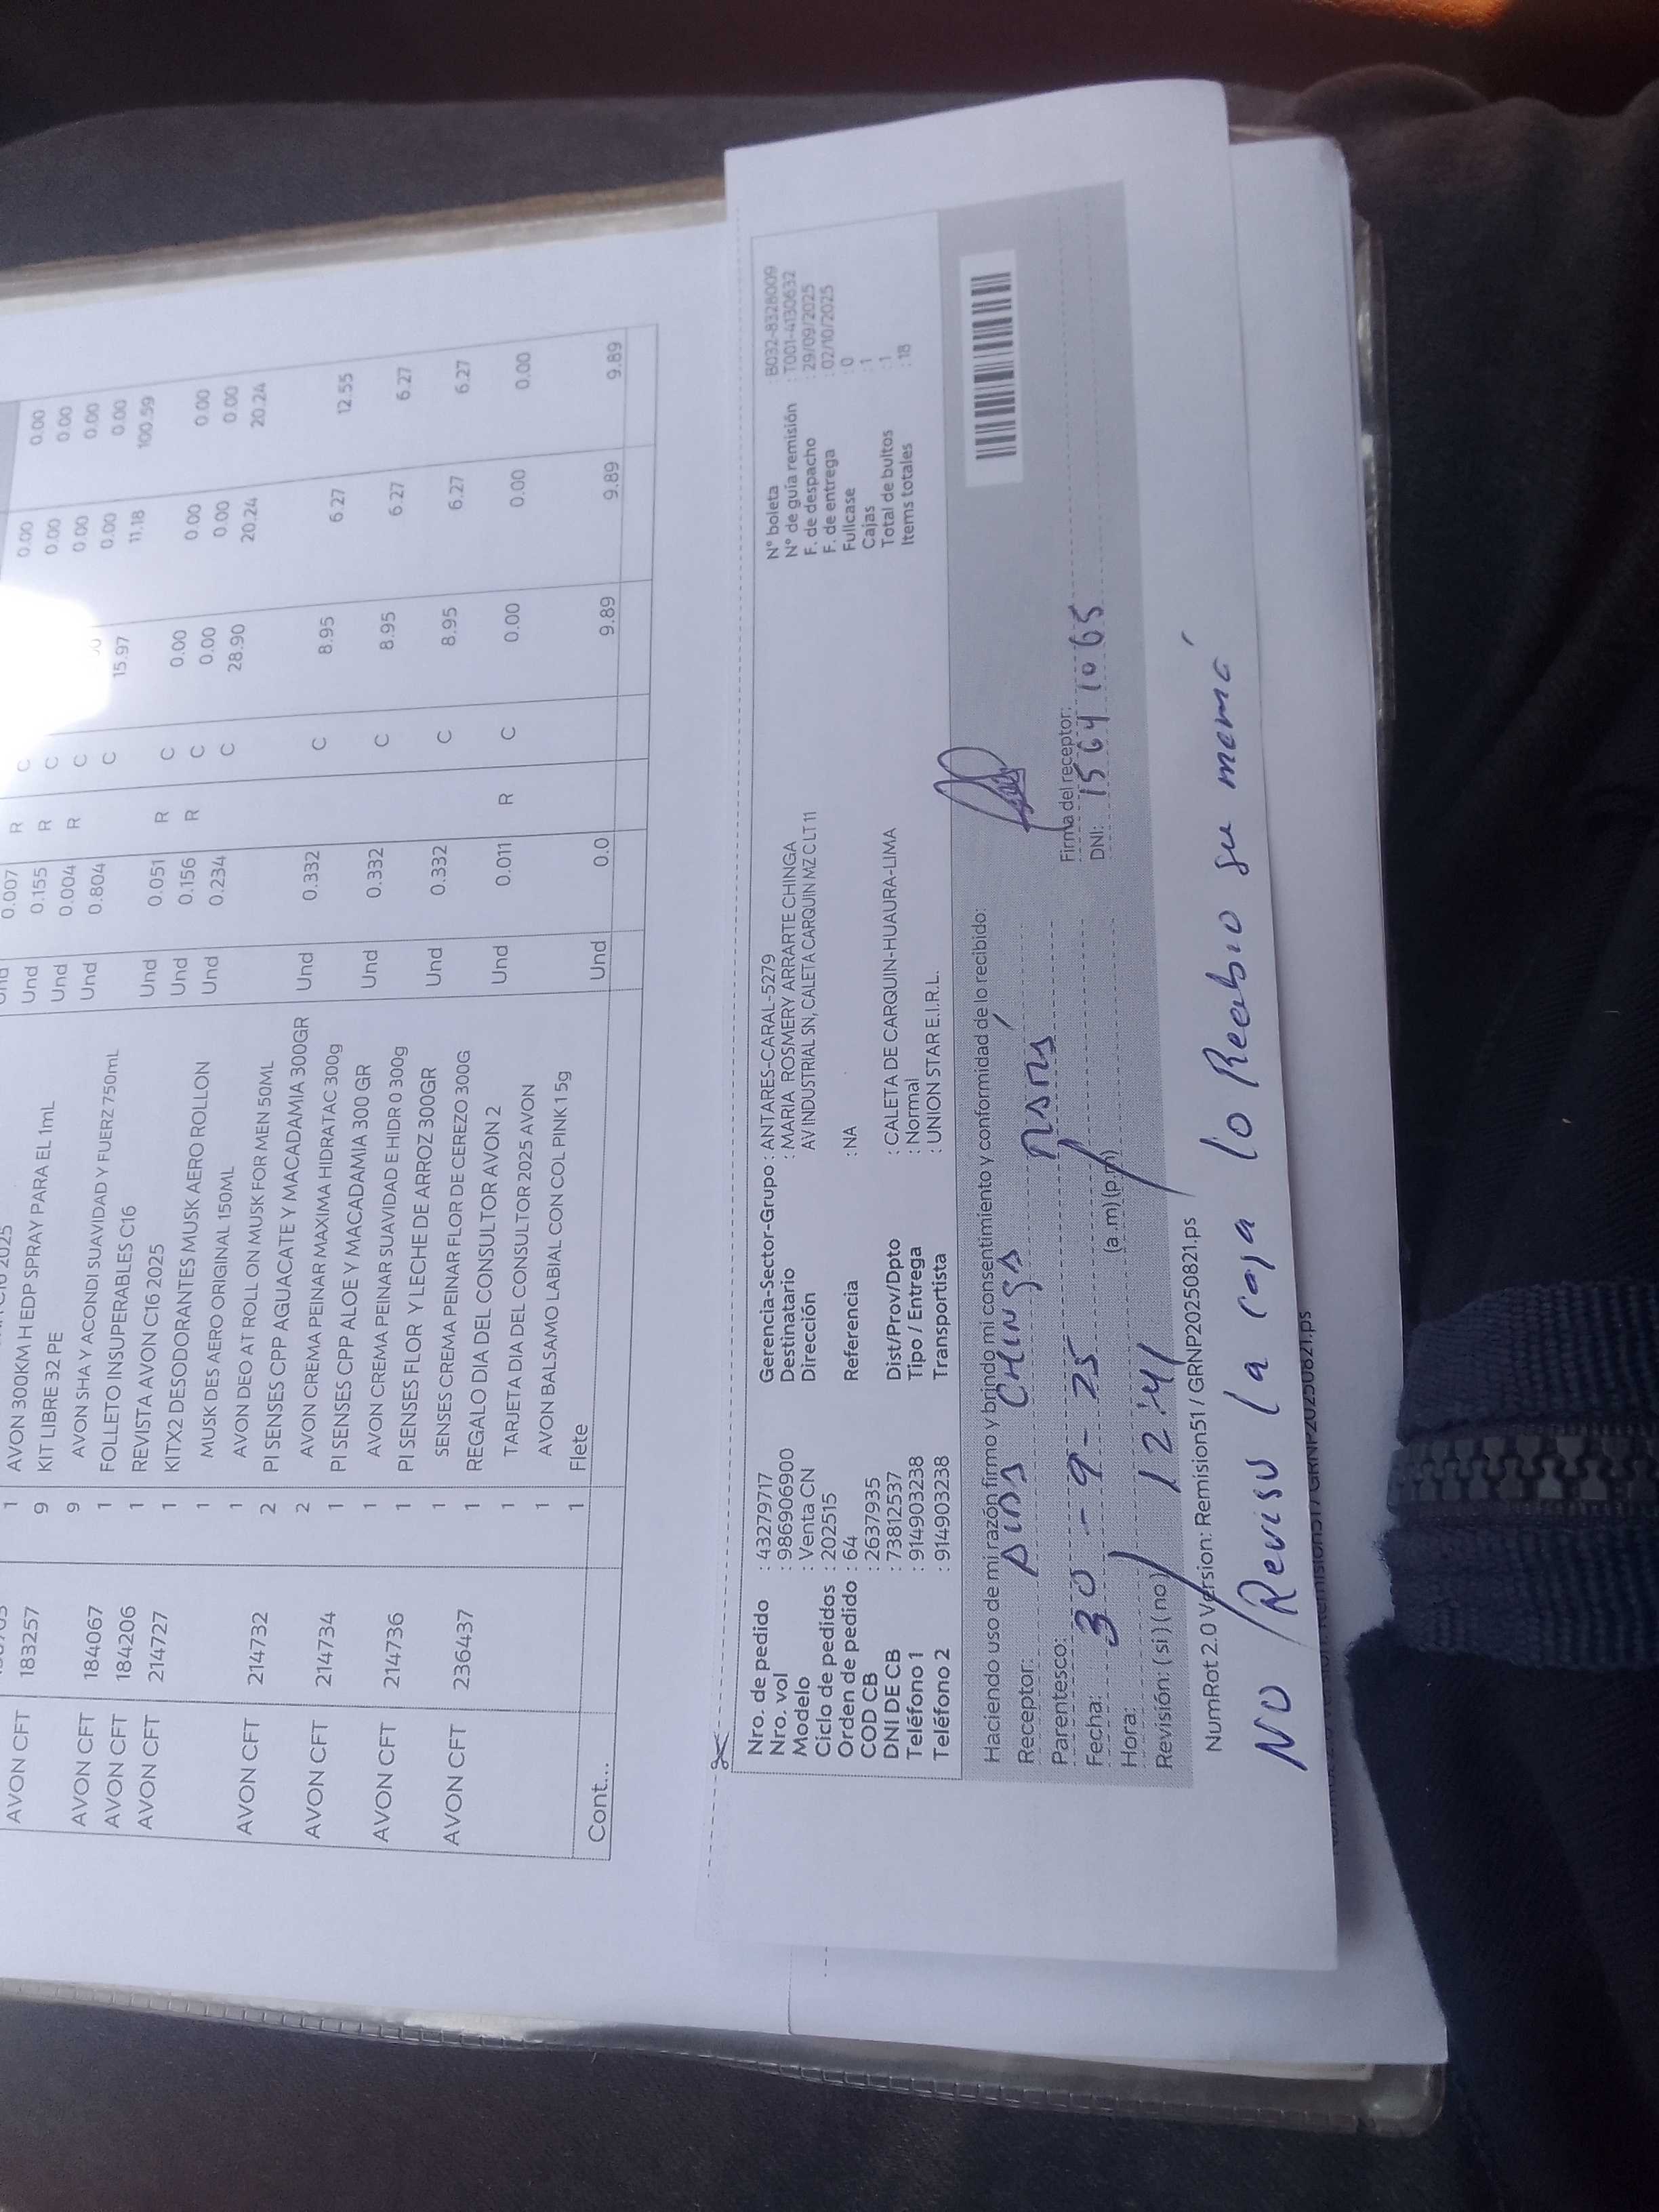 0.007 R C 0.00 0.00
AVON CFT 183257 1 AVON 300KM H EDP SPRAY PARA EL 1mL Und 0.155 R C 0.00 0.00
9 KIT LIBRE 32 PE Und 0.004 R C 0.00 0.00
AVON CFT 184067 9 AVON SHA Y ACONDI SUAVIDAD Y FUERZ 750mL Und 0.804 C 15.97 11.18 100.59
AVON CFT 184206 1 FOLLETO INSUPERABLES C16 Und 0.051 R C 0.00 0.00 0.00
AVON CFT 214727 1 REVISTA AVON C16 2025 Und 0.156 R C 0.00 0.00 0.00
1 KITX2 DESODORANTES MUSK AERO ROLLON Und 0.234 C 28.90 20.24 20.24
1 MUSK DES AERO ORIGINAL 150ML
AVON CFT 214732 1 AVON DEO AT ROLL ON MUSK FOR MEN 50ML
2 PI SENSES CPP AGUACATE Y MACADAMIA 300GR Und 0.332 C 8.95 6.27 12.55
AVON CFT 214734 2 AVON CREMA PEINAR MAXIMA HIDRATAC 300g
1 PI SENSES CPP ALOE Y MACADAMIA 300 GR Und 0.332 C 8.95 6.27 6.27
AVON CFT 214736 1 AVON CREMA PEINAR SUAVIDAD E HIDR 0 300g
1 PI SENSES FLOR Y LECHE DE ARROZ 300GR Und 0.332 C 8.95 6.27 6.27
AVON CFT 236437 1 SENSES CREMA PEINAR FLOR DE CEREZO 300G
1 REGALO DIA DEL CONSULTOR AVON 2 Und 0.011 R C 0.00 0.00 0.00
1 TARJETA DIA DEL CONSULTOR 2025 AVON
1 AVON BALSAMO LABIAL CON COL PINK 1 5g
1 Flete Und 0.0 9.89 9.89 9.89
Cont...
Nro. de pedido : 43279717 Gerencia-Sector-Grupo : ANTARES-CARAL-5279 N° boleta : B032-8328009
Nro. vol : 986906900 Destinatario : MARIA ROSMERY ARRARTE CHINGA N° de guía remisión : T001-4130632
Modelo : Venta CN Dirección AV INDUSTRIAL SN, CALETA CARQUIN MZ C LT 11 F. de despacho : 29/09/2025
Ciclo de pedidos : 202515 F. de entrega : 02/10/2025
Orden de pedido : 64 Referencia : NA Fullcase : 0
COD CB : 2637935 Cajas : 1
DNI DE CB : 73812537 Dist/Prov/Dpto : CALETA DE CARQUIN-HUAURA-LIMA Total de bultos : 1
Teléfono 1 : 914903238 Tipo / Entrega : Normal Items totales : 18
Teléfono 2 : 914903238 Transportista : UNION STAR E.I.R.L.
Haciendo uso de mi razón firmo y brindo mi consentimiento y conformidad de lo recibido:
Receptor: CHINGA
Parentesco: Firma del receptor:
Fecha: 30-9-25 DNI: 15641065
Hora: 12:41 (a.m) (p.m)
Revisión: ( si ) ( no )
NumRot 2.0 Version: Remision51 / GRNP20250821.ps
NO Reviso la caja lo Recibio su mamá